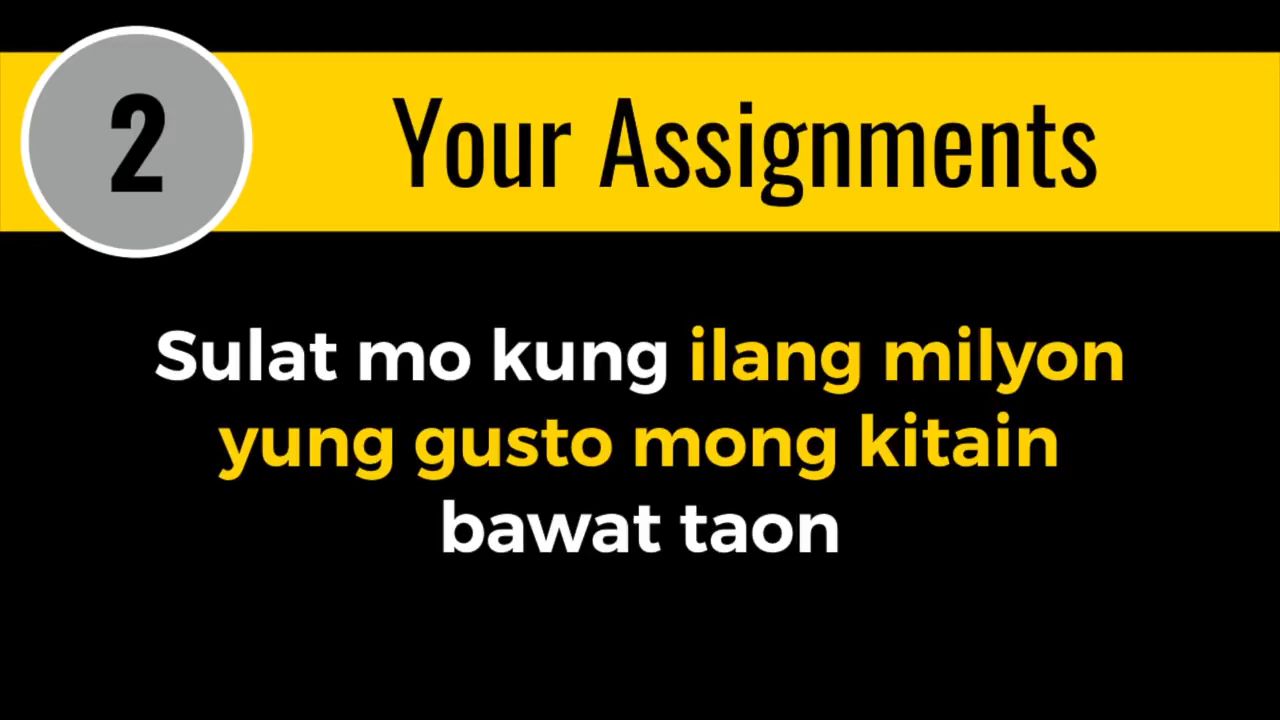 2
Your Assignments
Sulat mo kung ilang milyon
yung gusto mong kitain
bawat taon